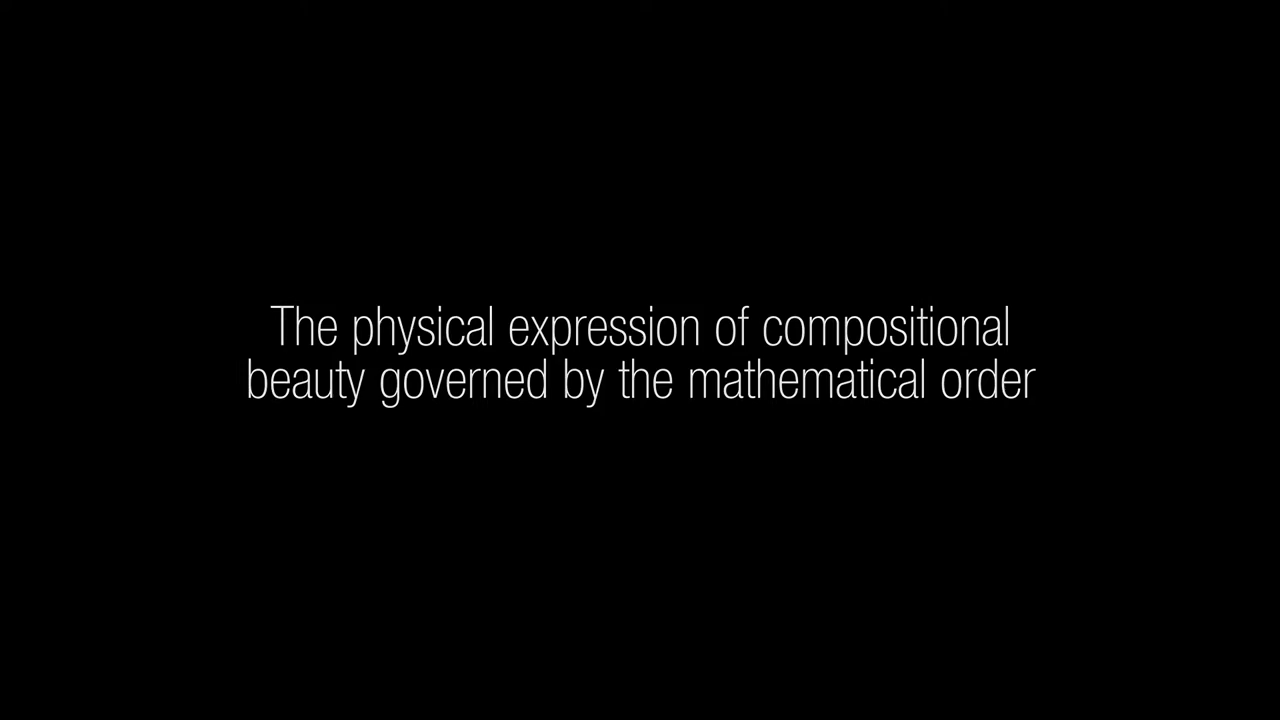 The physical expression of compositional
beauty governed by the mathematical order